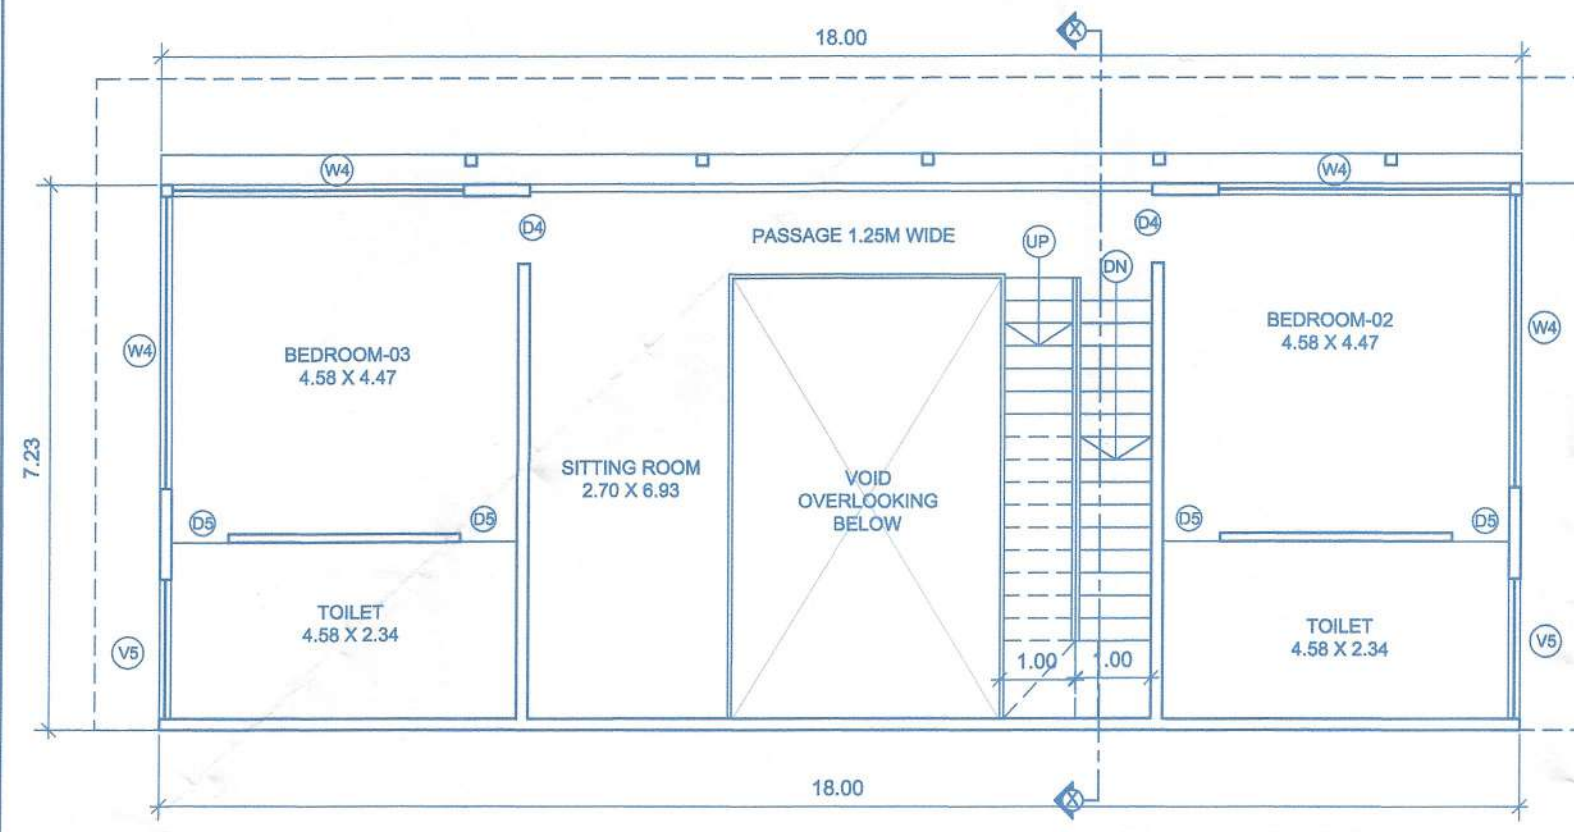 18.00
X
W4
W4
D4
PASSAGE 1.25M WIDE
UP
D4
DN
BEDROOM-03
4.58 X 4.47
BEDROOM-02
4.58 X 4.47
W4
W4
7.23
SITTING ROOM
2.70 X 6.93
VOID
OVERLOOKING
BELOW
D5
D5
D5
D5
TOILET
4.58 X 2.34
TOILET
4.58 X 2.34
V5
V5
1.00
1.00
18.00
X